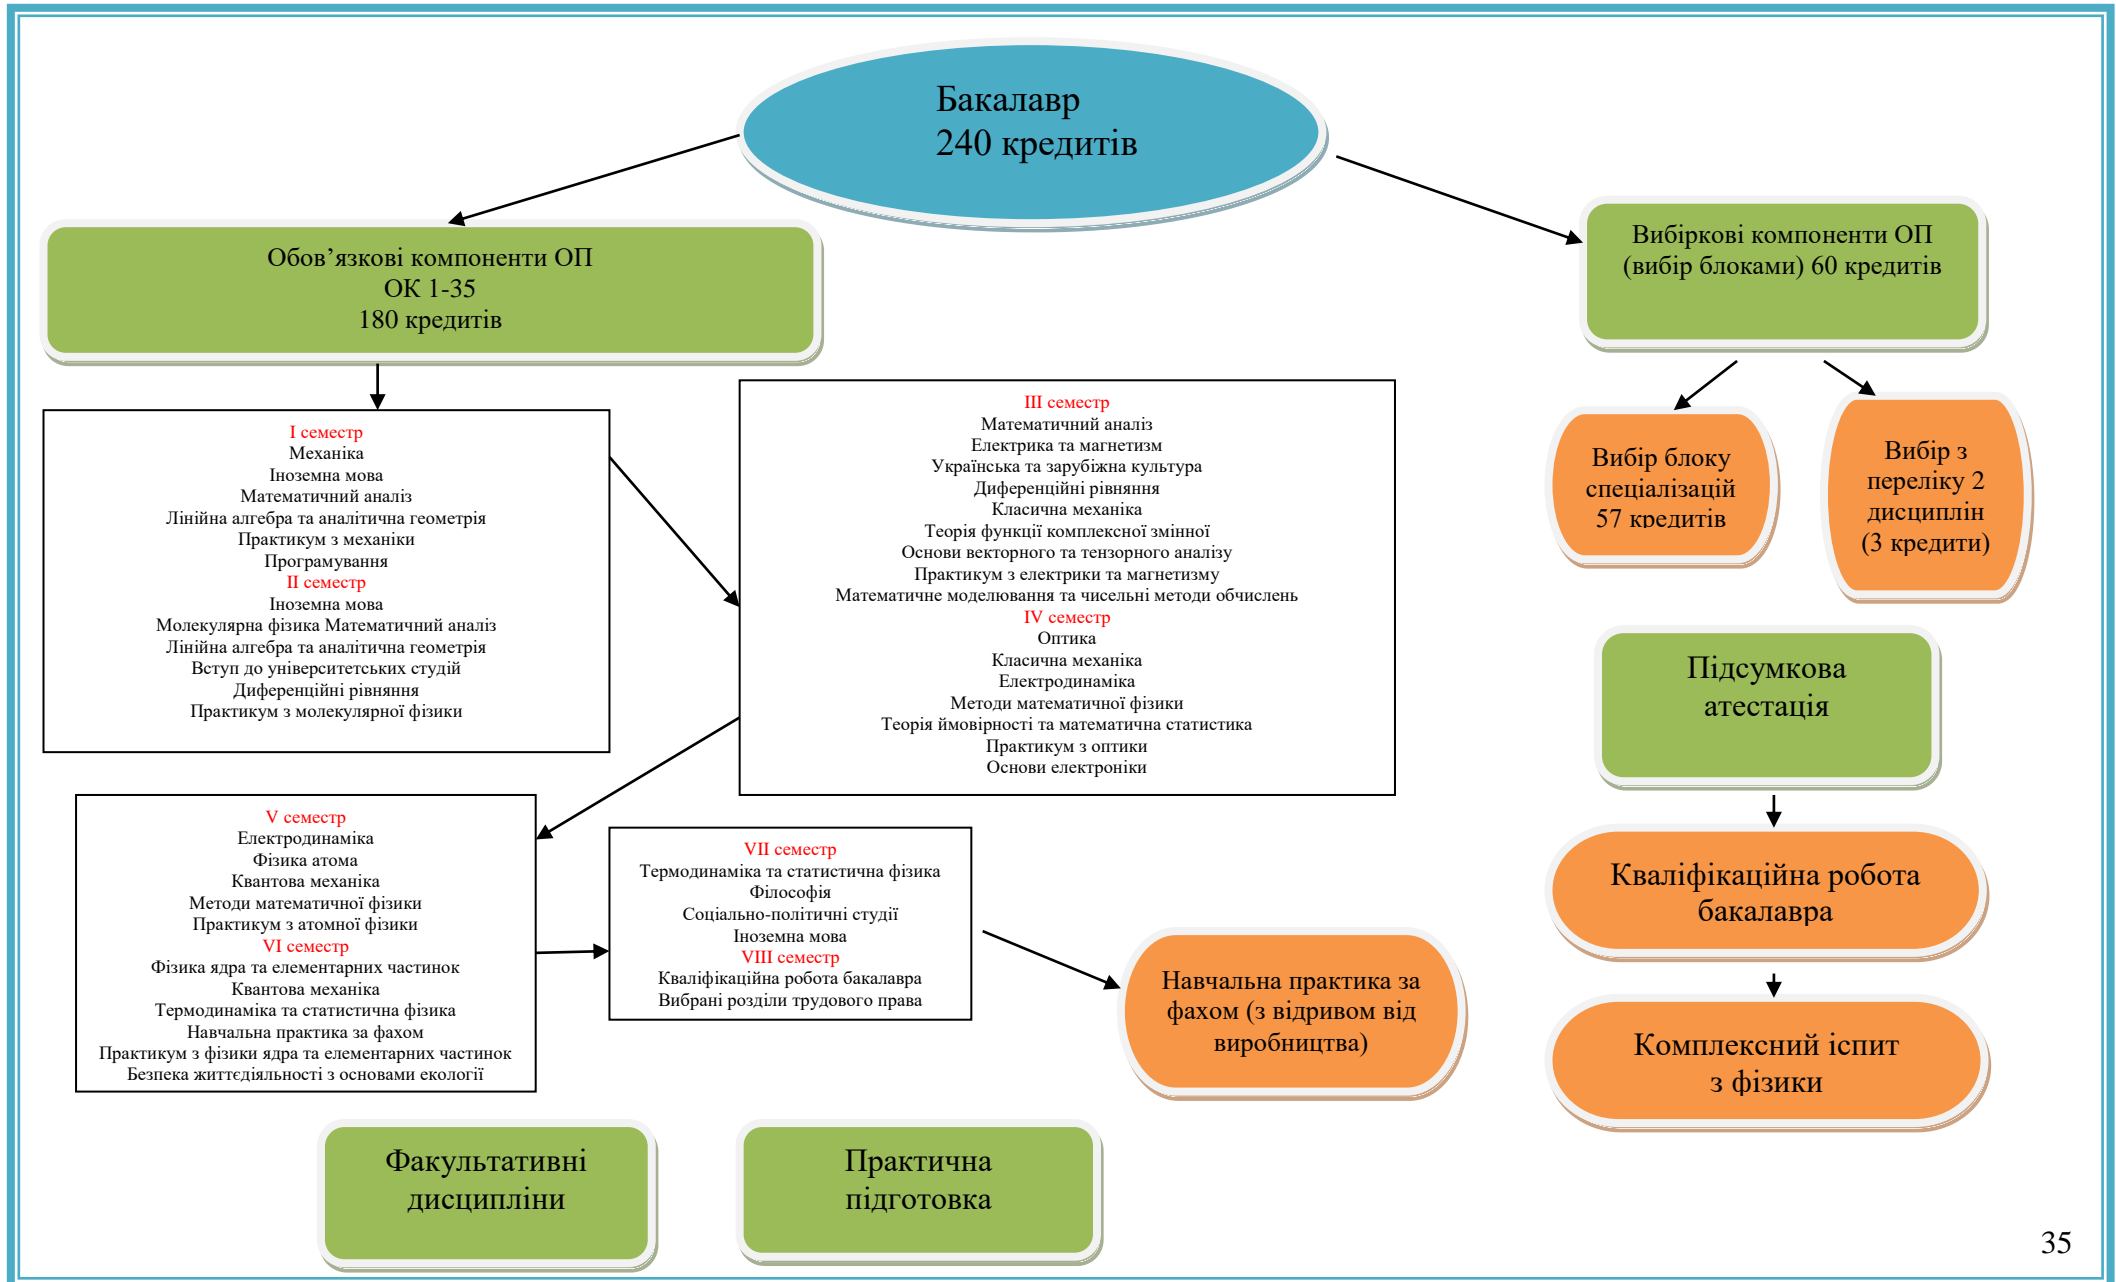 Бакалавр
240 кредитів
Обов’язкові компоненти ОП
ОК 1-35
180 кредитів
Вибіркові компоненти ОП
(вибір блоками) 60 кредитів
I семестр
Механіка
Іноземна мова
Математичний аналіз
Лінійна алгебра та аналітична геометрія
Практикум з механіки
Програмування
II семестр
Іноземна мова
Молекулярна фізика Математичний аналіз
Лінійна алгебра та аналітична геометрія
Вступ до університетських студій
Диференційні рівняння
Практикум з молекулярної фізики
III семестр
Математичний аналіз
Електрика та магнетизм
Українська та зарубіжна культура
Диференційні рівняння
Класична механіка
Теорія функції комплексної змінної
Основи векторного та тензорного аналізу
Практикум з електрики та магнетизму
Математичне моделювання та чисельні методи обчислень
IV семестр
Оптика
Класична механіка
Електродинаміка
Методи математичної фізики
Теорія ймовірності та математична статистика
Практикум з оптики
Основи електроніки
Вибір блоку
спеціалізацій
57 кредитів
Вибір з
переліку 2
дисциплін
(3 кредити)
Підсумкова
атестація
V семестр
Електродинаміка
Фізика атома
Квантова механіка
Методи математичної фізики
Практикум з атомної фізики
VI семестр
Фізика ядра та елементарних частинок
Квантова механіка
Термодинаміка та статистична фізика
Навчальна практика за фахом
Практикум з фізики ядра та елементарних частинок
Безпека життєдіяльності з основами екології
VII семестр
Термодинаміка та статистична фізика
Філософія
Соціально-політичні студії
Іноземна мова
VIII семестр
Кваліфікаційна робота бакалавра
Вибрані розділи трудового права
Навчальна практика за
фахом (з відривом від
виробництва)
Кваліфікаційна робота
бакалавра
Комплексний іспит
з фізики
Факультативні
дисципліни
Практична
підготовка
35